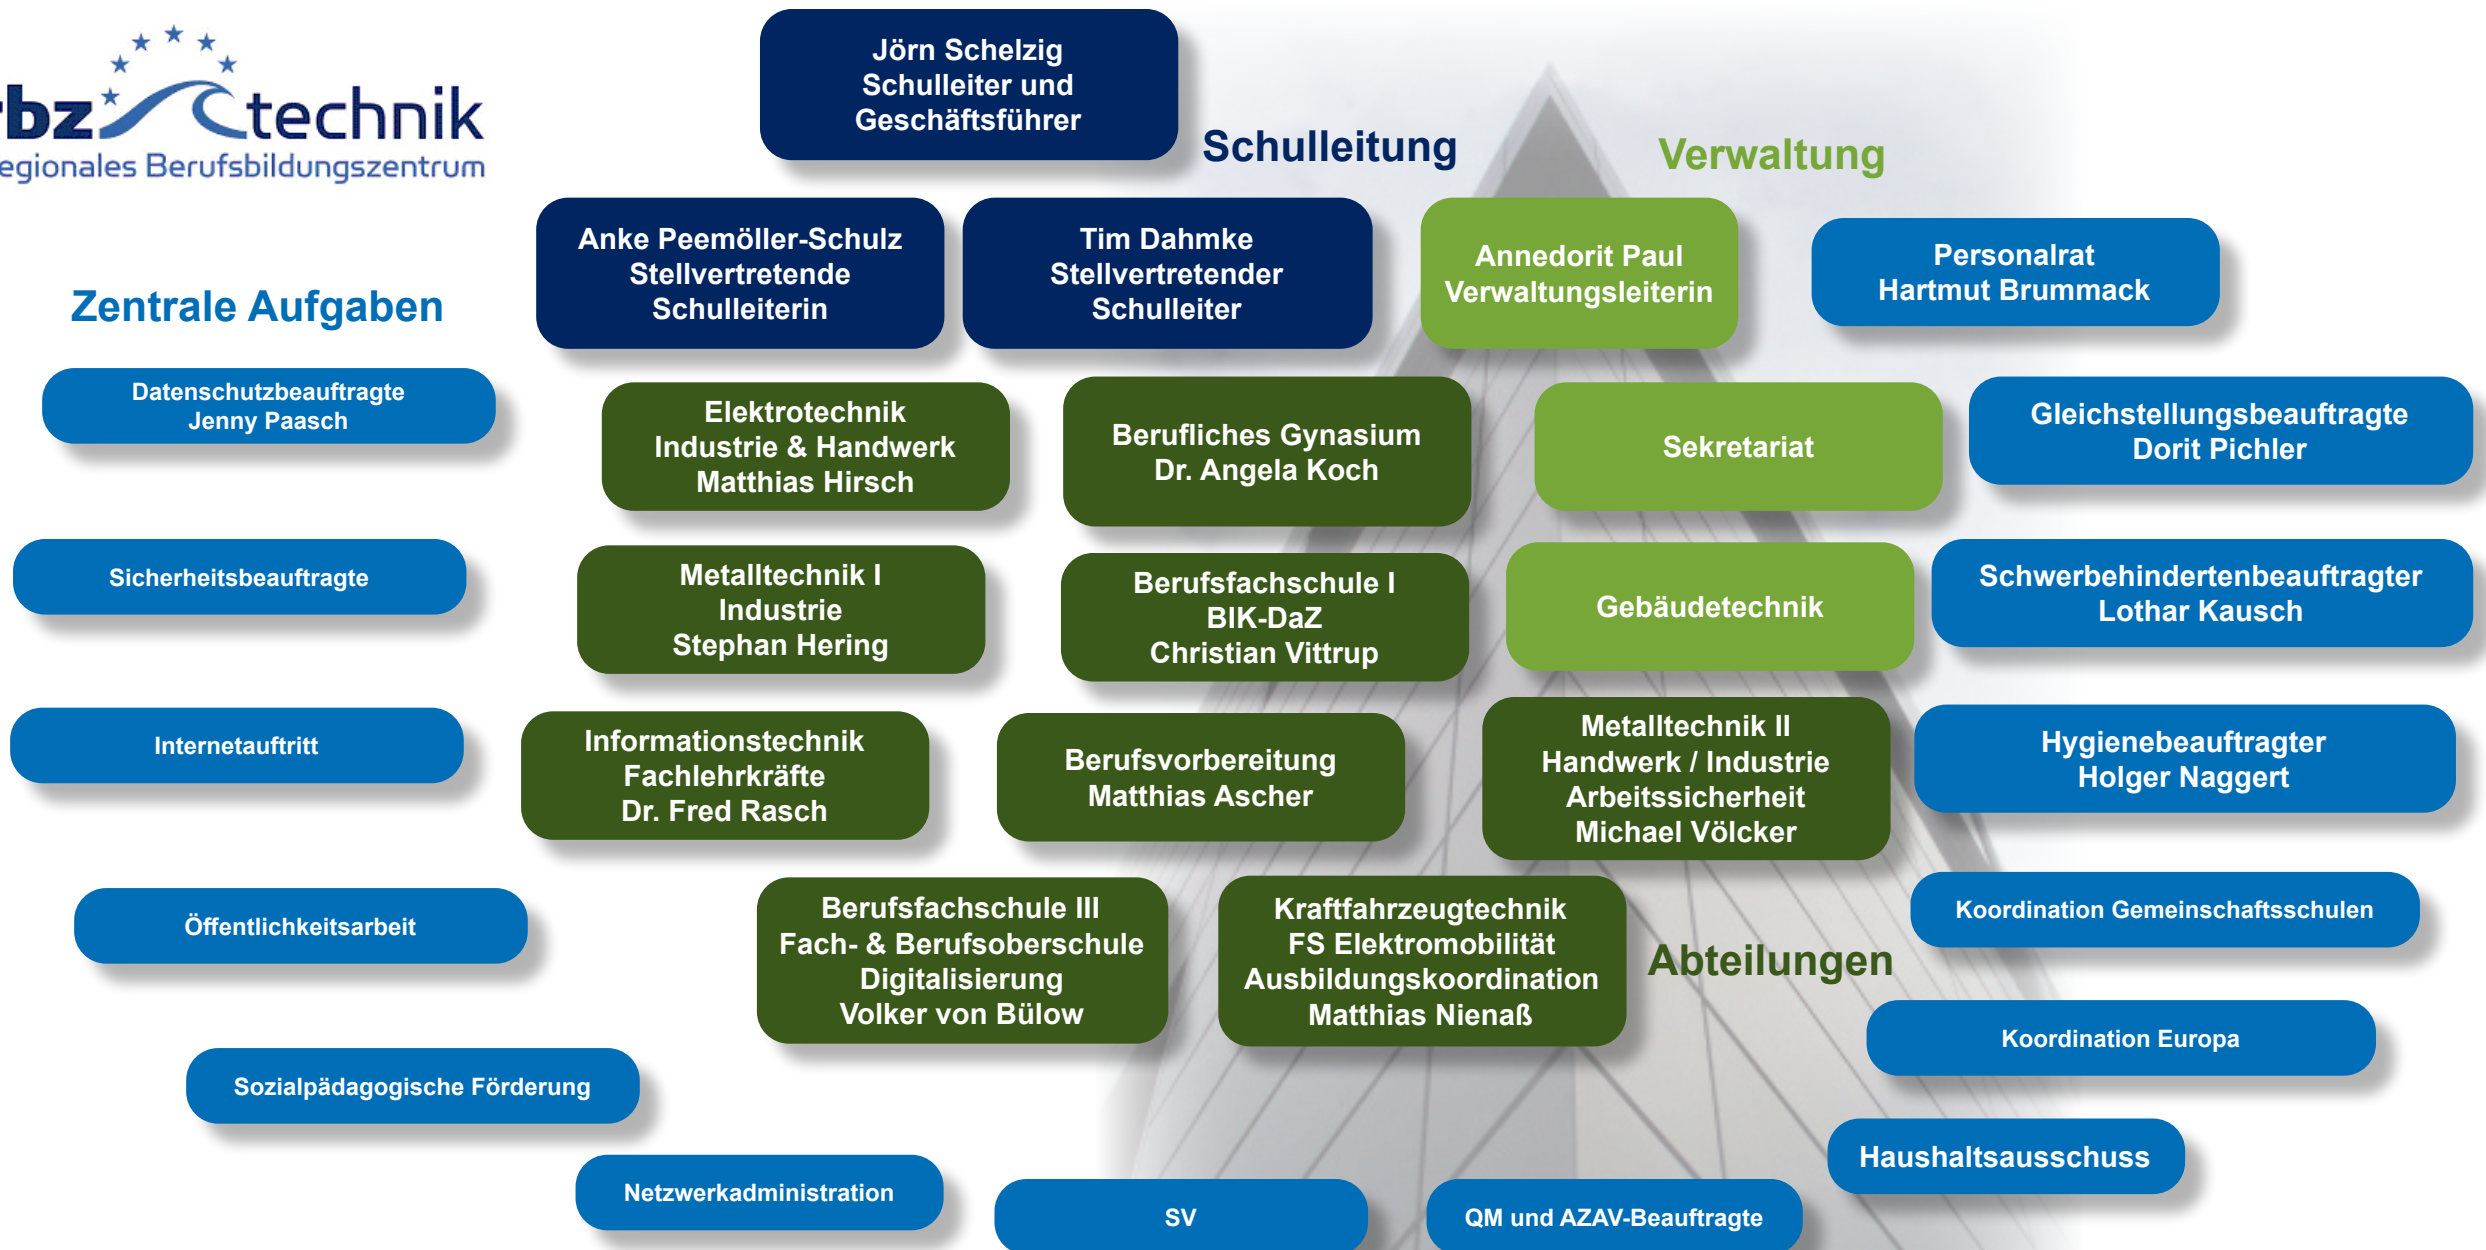 rbz technik
egionales Berufsbildungszentrum
Jörn Schelzig
Schulleiter und
Geschäftsführer
Schulleitung
Verwaltung
Anke Peemöller-Schulz
Stellvertretende
Schulleiterin
Tim Dahmke
Stellvertretender
Schulleiter
Annedorit Paul
Verwaltungsleiterin
Personalrat
Hartmut Brummack
Zentrale Aufgaben
Datenschutzbeauftragte
Jenny Paasch
Elektrotechnik
Industrie & Handwerk
Matthias Hirsch
Berufliches Gynasium
Dr. Angela Koch
Sekretariat
Gleichstellungsbeauftragte
Dorit Pichler
Sicherheitsbeauftragte
Metalltechnik I
Industrie
Stephan Hering
Berufsfachschule I
BIK-DaZ
Christian Vittrup
Gebäudetechnik
Schwerbehindertenbeauftragter
Lothar Kausch
Internetauftritt
Informationstechnik
Fachlehrkräfte
Dr. Fred Rasch
Berufsvorbereitung
Matthias Ascher
Metalltechnik II
Handwerk / Industrie
Arbeitssicherheit
Michael Völcker
Hygienebeauftragter
Holger Naggert
Öffentlichkeitsarbeit
Berufsfachschule III
Fach- & Berufsoberschule
Digitalisierung
Volker von Bülow
Kraftfahrzeugtechnik
FS Elektromobilität
Ausbildungskoordination
Matthias Nienaß
Abteilungen
Koordination Gemeinschaftsschulen
Koordination Europa
Sozialpädagogische Förderung
Haushaltsausschuss
Netzwerkadministration
SV
QM und AZAV-Beauftragte